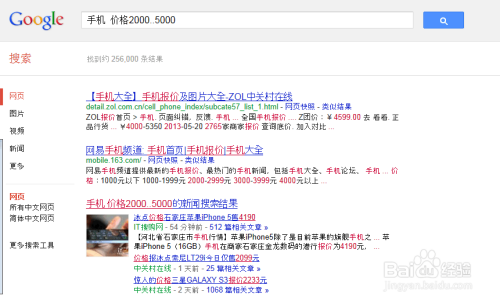 Google
手机 价格2000..5000
搜索
找到约 256,000 条结果
网页
图片
视频
新闻
更多
网页
所有中文网页
简体中文网页
更多搜索工具
【手机大全】手机报价及图片大全-ZOL中关村在线
detail.zol.com.cn/cell_phone_index/subcate57_list_1.html - 网页快照 - 类似结果
ZOL报价首页 > 手机. 页面纠错, 反馈. 手机 ... 全国手机报价 ... Z团价：￥4599.00 去 看看. 正
品行货 ... ￥4000-5350 2013-05-20 2765家商家报价 查询底价. 加入对比 ...
网易手机频道_手机首页|手机报价|手机大全
mobile.163.com/ - 网页快照 - 类似结果
网易手机频道提供最新的手机报价、最热门的手机新闻, 包括手机大全、手机论坛、 手机 ... 价
格：1000元以下 1000-1999元 2000-2999元 3000-3999元 4000元以上 ...
手机 价格2000..5000的新闻搜索结果
冰点价格石家庄苹果iPhone 5售4190
IT搜购网 - 54 分钟前 - 512 篇相关文章 »
【河北省石家庄市手机行情】苹果iPhone5除了是目前苹果的旗舰手机之 ... 苹果iPhone
5（16GB）手机在商家石家庄金龙数码的渠行报价为4190元， ...
价格据冰点索尼LT29i今日仅售2099元
中关村在线 - 1 天前 - 25 篇相关文章 »
惊人的价格三星GALAXY S3报价2233元
中关村在线 - 2 天前 - 1068 篇相关文章 »
Baidu 经验